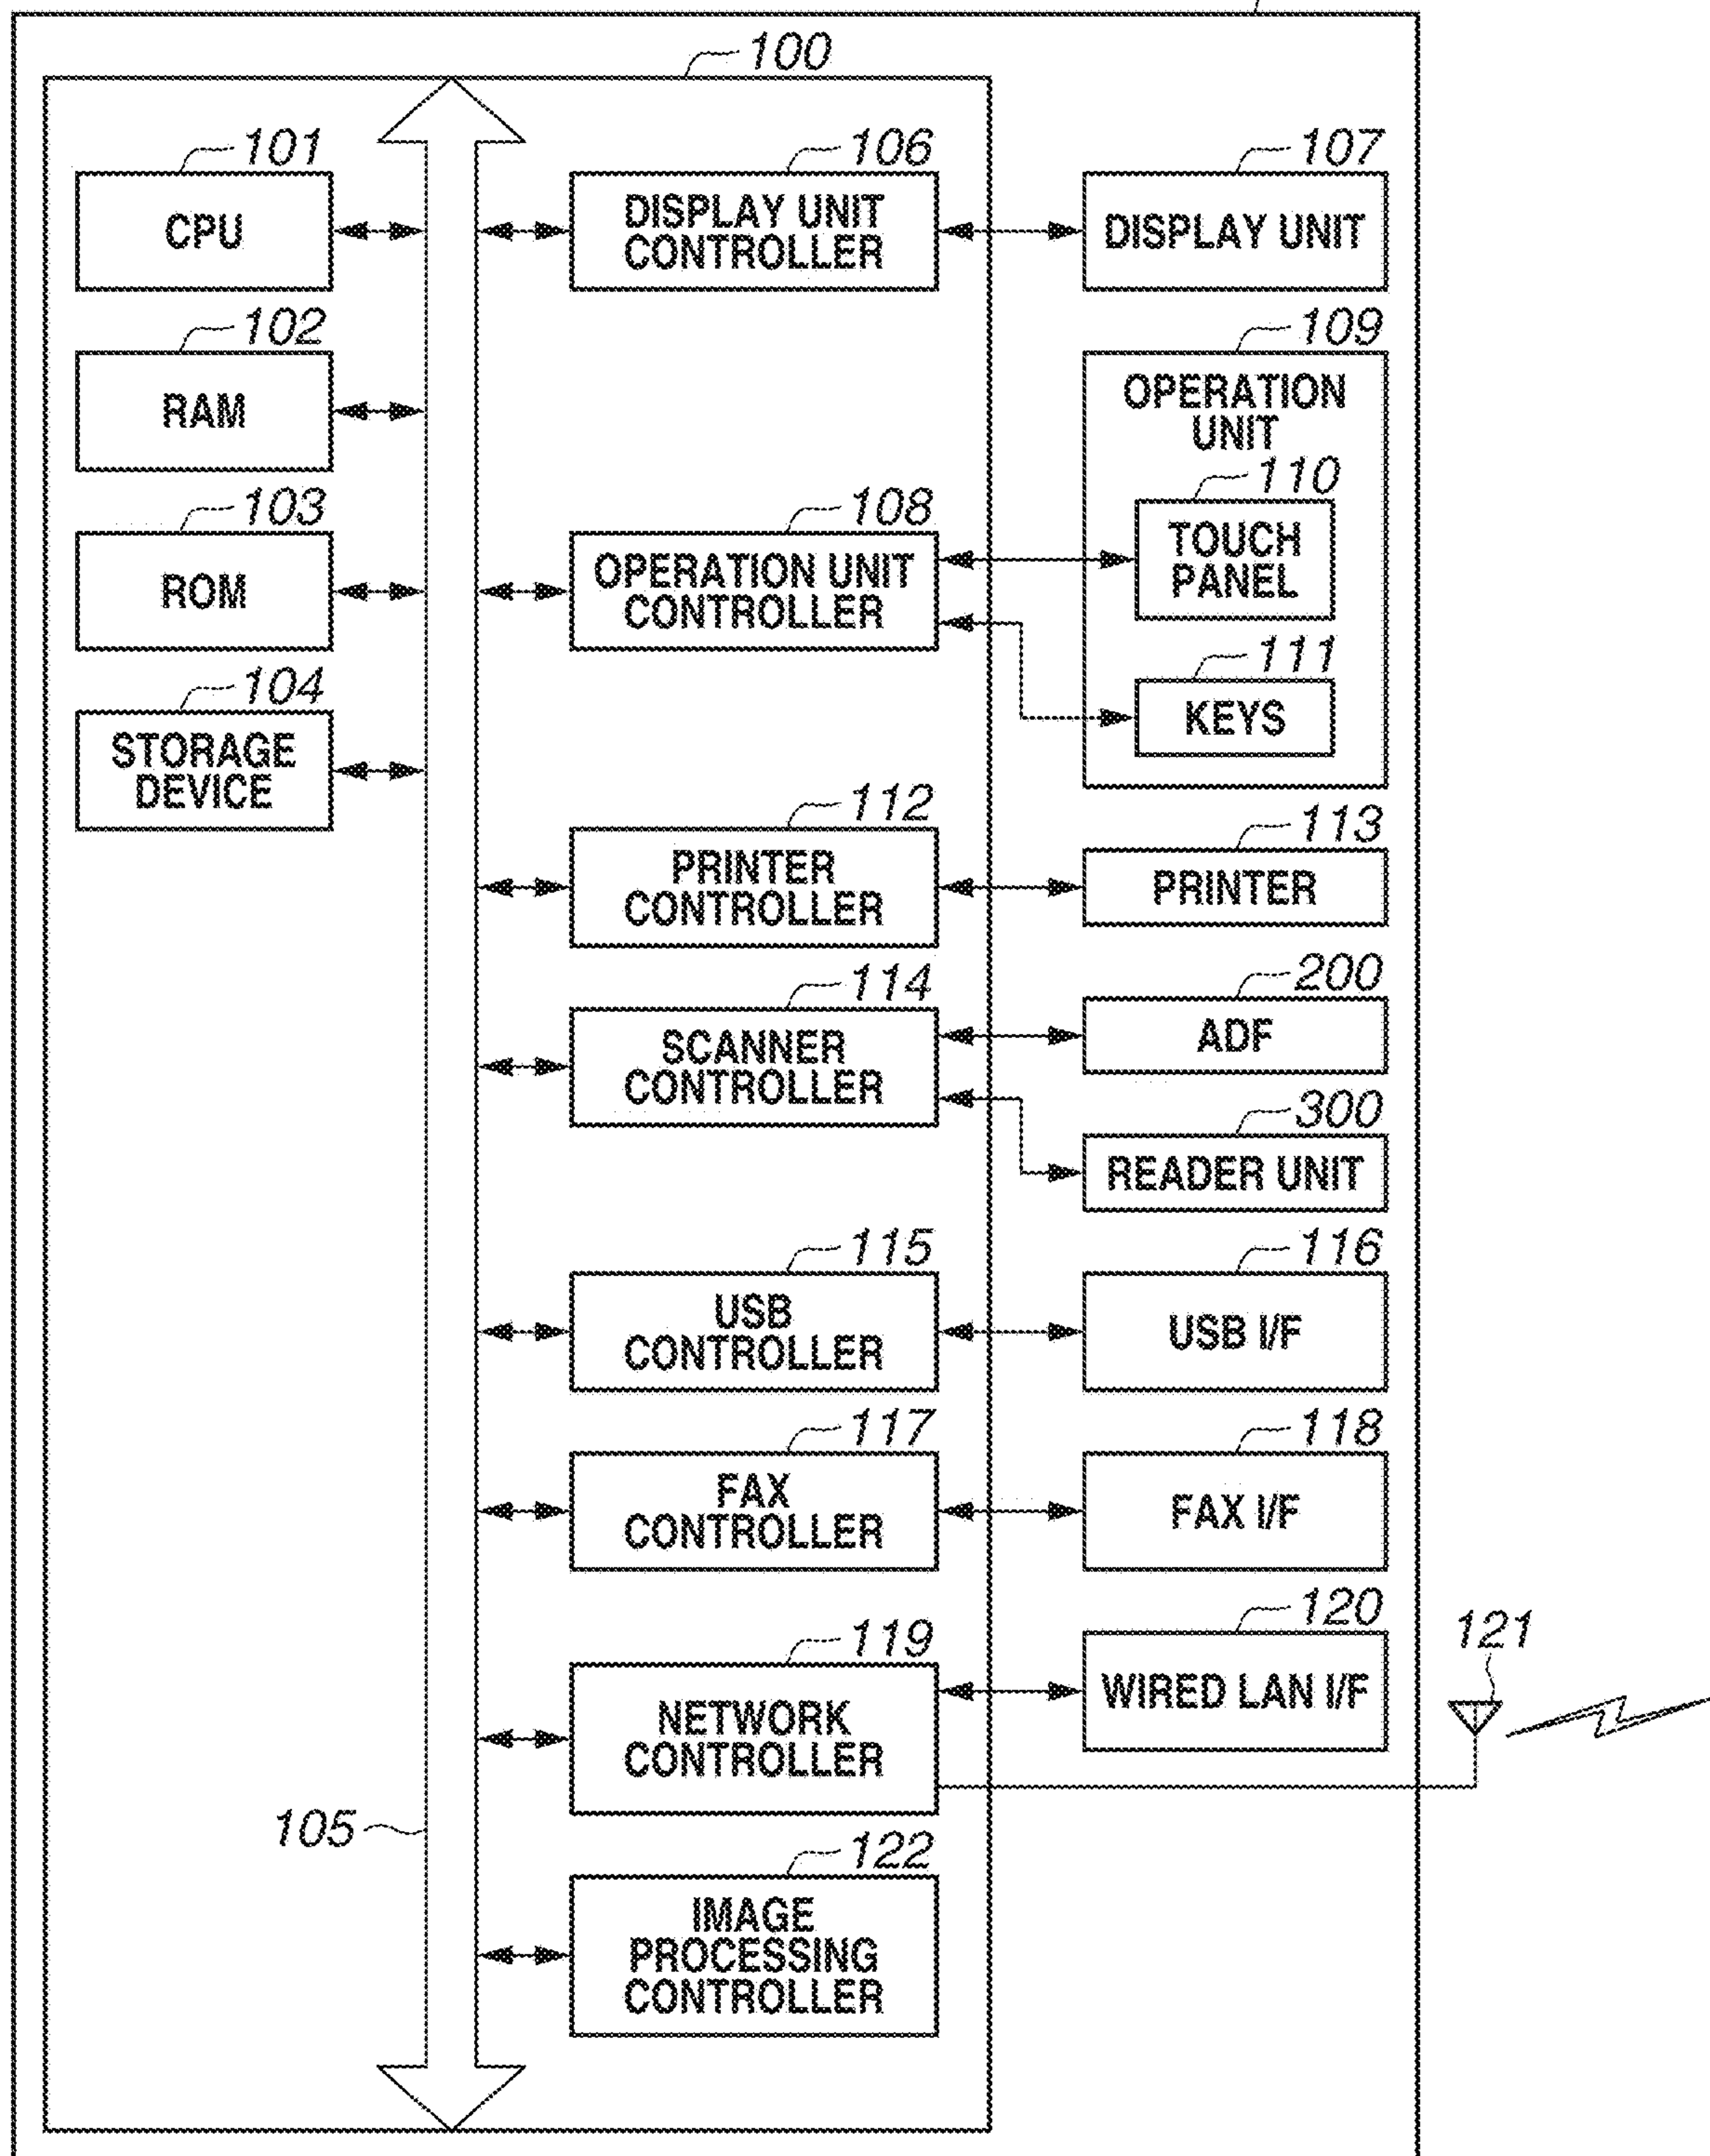 100
101
CPU
102
RAM
103
ROM
104
STORAGE
DEVICE
105
106
DISPLAY UNIT
CONTROLLER
107
DISPLAY UNIT
108
OPERATION UNIT
CONTROLLER
109
OPERATION
UNIT
110
TOUCH
PANEL
111
KEYS
112
PRINTER
CONTROLLER
113
PRINTER
114
SCANNER
CONTROLLER
200
ADF
300
READER UNIT
115
USB
CONTROLLER
116
USB I/F
117
FAX
CONTROLLER
118
FAX I/F
119
NETWORK
CONTROLLER
120
WIRED LAN I/F
121
122
IMAGE
PROCESSING
CONTROLLER